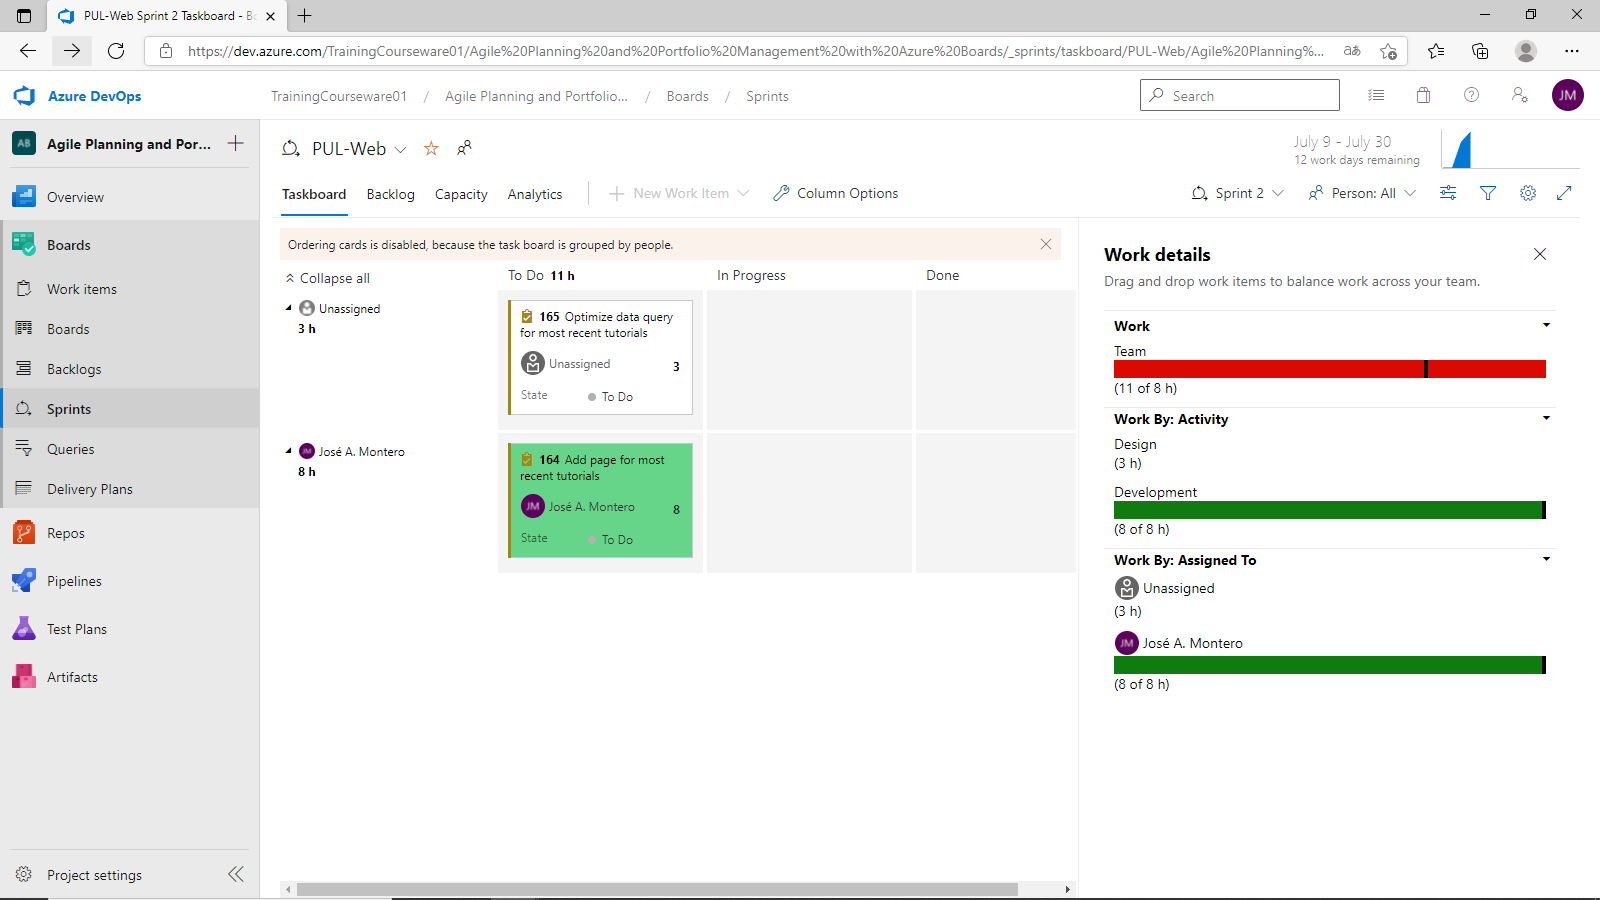 PUL-Web Sprint 2 Taskboard - Bo
https://dev.azure.com/TrainingCourseware01/Agile%20Planning%20and%20Portfolio%20Management%20with%20Azure%20Boards/_sprints/taskboard/PUL-Web/Agile%20Planning%...
Azure DevOps
TrainingCourseware01 / Agile Planning and Portfolio... / Boards / Sprints
Search
JM
AB Agile Planning and Por...
Overview
Boards
Work items
Boards
Backlogs
Sprints
Queries
Delivery Plans
Repos
Pipelines
Test Plans
Artifacts
Project settings
PUL-Web
July 9 - July 30
12 work days remaining
Taskboard Backlog Capacity Analytics New Work Item Column Options
Sprint 2 Person: All
Ordering cards is disabled, because the task board is grouped by people.
Collapse all
To Do 11 h
In Progress
Done
Unassigned
3 h
165 Optimize data query
for most recent tutorials
Unassigned 3
State To Do
JM José A. Montero
8 h
164 Add page for most
recent tutorials
JM José A. Montero 8
State To Do
Work details
Drag and drop work items to balance work across your team.
Work
Team
(11 of 8 h)
Work By: Activity
Design
(3 h)
Development
(8 of 8 h)
Work By: Assigned To
Unassigned
(3 h)
JM José A. Montero
(8 of 8 h)